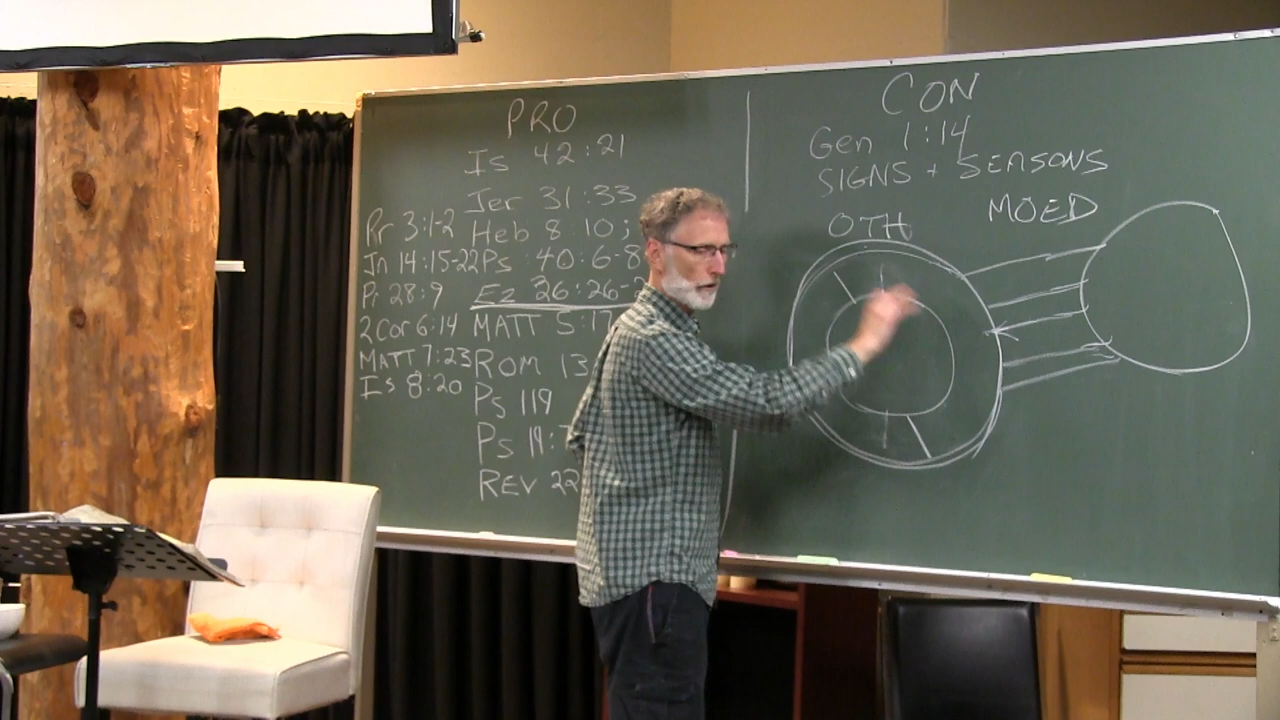 PRO
Is 42:21
Jer 31:33
Heb 8:10;
Ps 40:6-8
Ez 36:26-
MATT 5:17
ROM 13
Ps 119
Ps 19:7
REV 22
Pr 3:1-2
Jn 14:15-22
Pr 28:9
2Cor 6:14
MATT 7:23
Is 8:20
CON
Gen 1:14
SIGNS + SEASONS
OTH MOED